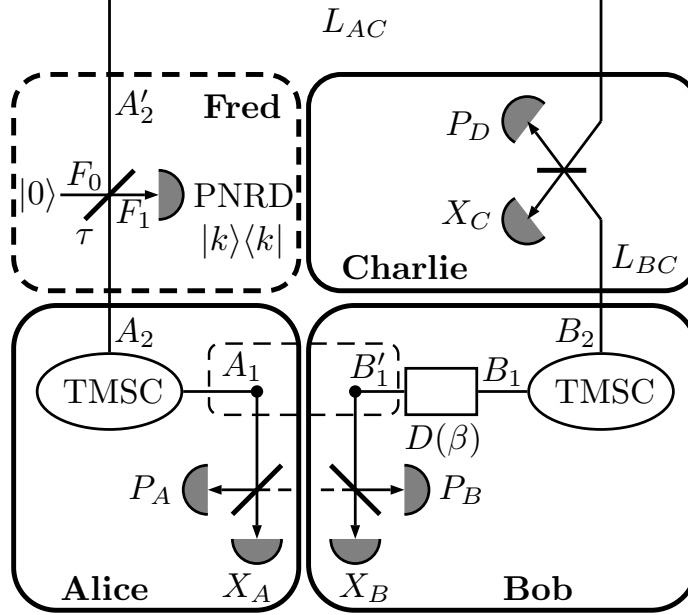 L_{AC}
A'_2
Fred
|0⟩
F_0
F_1
τ
PNRD
|k⟩⟨k|
P_D
X_C
Charlie
L_{BC}
A_2
B_2
TMSC
A_1
B'_1
B_1
TMSC
D(β)
P_A
P_B
X_A
X_B
Alice
Bob